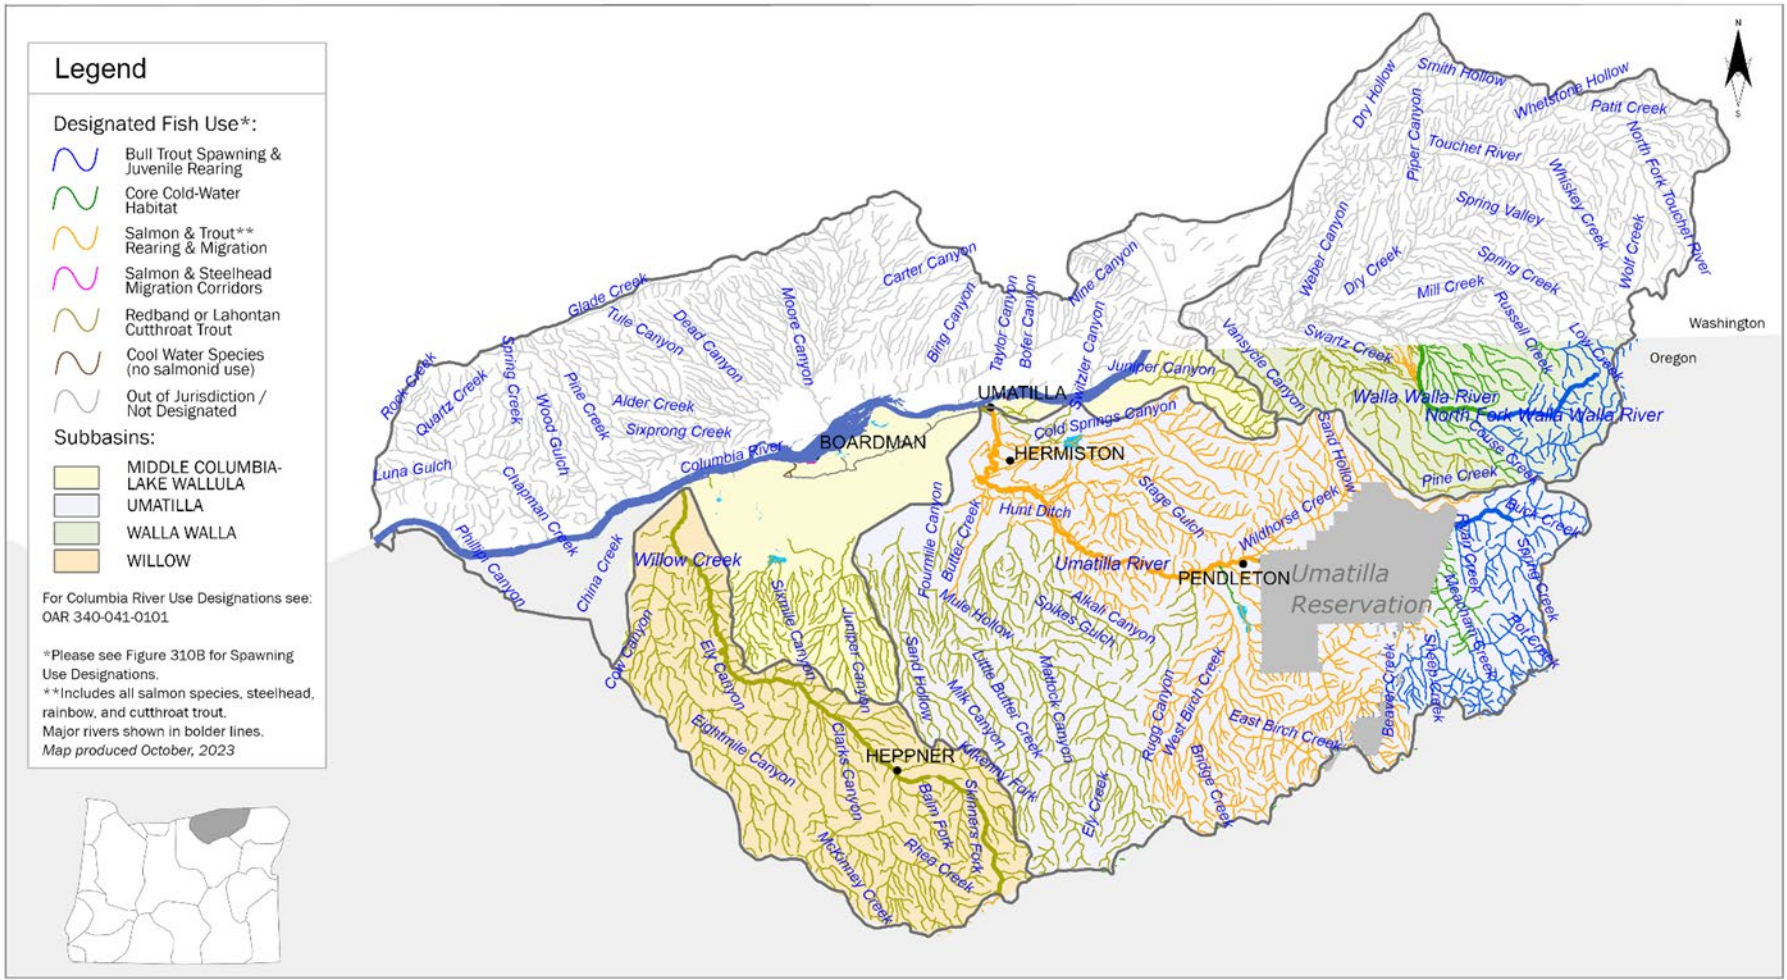 Legend
Designated Fish Use*:
Bull Trout Spawning &
Juvenile Rearing
Core Cold-Water
Habitat
Salmon & Trout**
Rearing & Migration
Salmon & Steelhead
Migration Corridors
Redband or Lahontan
Cutthroat Trout
Cool Water Species
(no salmonid use)
Out of Jurisdiction /
Not Designated
Subbasins:
MIDDLE COLUMBIA-
LAKE WALLULA
UMATILLA
WALLA WALLA
WILLOW
For Columbia River Use Designations see:
OAR 340-041-0101
*Please see Figure 310B for Spawning
Use Designations.
**Includes all salmon species, steelhead,
rainbow, and cutthroat trout.
Major rivers shown in bolder lines.
Map produced October, 2023
N
S
Dry Hollow
Smith Hollow
Whetstone Hollow
Patit Creek
Piper Canyon
Touchet River
North Fork Touchet River
Whiskey Creek
Spring Valley
Weber Canyon
Dry Creek
Spring Creek
Wolf Creek
Mill Creek
Russell Creek
Low Creek
Swartz Creek
Vansycle Canyon
Washington
Oregon
Walla Walla River
North Fork Walla Walla River
Couse Creek
Pine Creek
Sand Hollow
Glade Creek
Tule Canyon
Dead Canyon
Moore Canyon
Carter Canyon
Bing Canyon
Taylor Canyon
Bofer Canyon
Nine Canyon
Switzler Canyon
Juniper Canyon
Rock Creek
Quartz Creek
Spring Creek
Wood Gulch
Pine Creek
Alder Creek
Sixprong Creek
Columbia River
Luna Gulch
Chapman Creek
Phillipi Canyon
China Creek
UMATILLA
BOARDMAN
HERMISTON
Cold Springs Canyon
Stage Gulch
Hunt Ditch
Wildhorse Creek
Umatilla River
PENDLETON
Umatilla
Reservation
Buck Creek
Ryan Creek
Spring Creek
Meacham Creek
Pot Creek
Sheep Creek
Beaver Creek
Fourmile Canyon
Butter Creek
Mule Hollow
Spikes Gulch
Alkali Canyon
Willow Creek
Sixmile Canyon
Juniper Canyon
Cow Canyon
Ely Canyon
Sand Hollow
Little Butter Creek
Milk Canyon
Matlock Canyon
Rugg Canyon
West Birch Creek
East Birch Creek
Bridge Creek
Ely Creek
Kilkenny Fork
Eightmile Canyon
Clarks Canyon
HEPPNER
Balm Fork
Skinners Fork
Rhea Creek
McKinney Creek